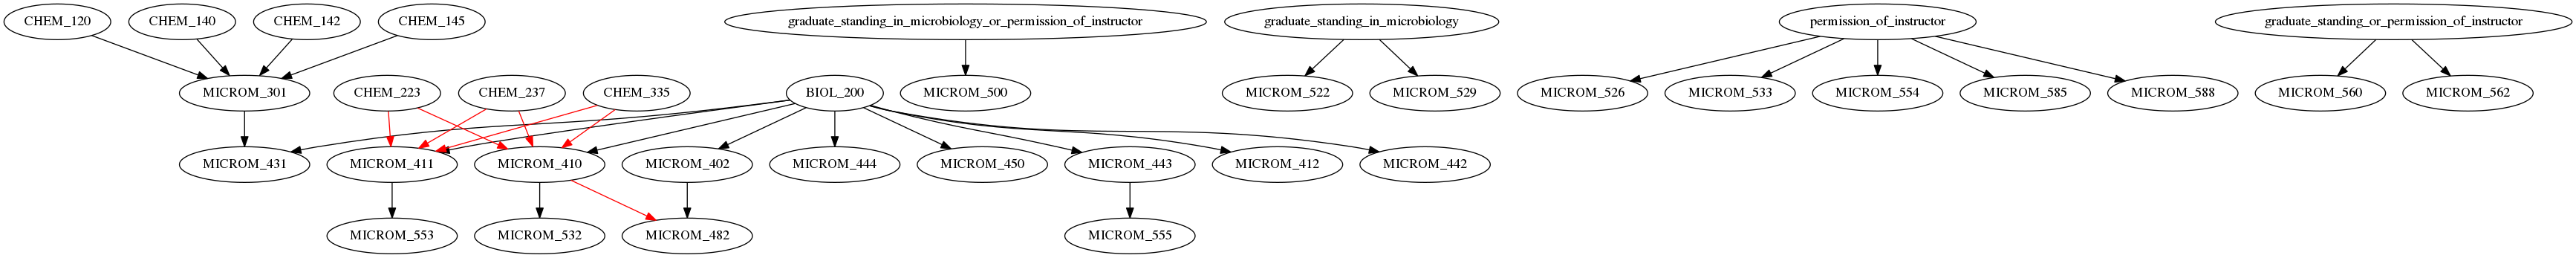 CHEM_120
CHEM_140
CHEM_142
CHEM_145
graduate_standing_in_microbiology_or_permission_of_instructor
graduate_standing_in_microbiology
permission_of_instructor
graduate_standing_or_permission_of_instructor
MICROM_301
CHEM_223
CHEM_237
CHEM_335
BIOL_200
MICROM_500
MICROM_522
MICROM_529
MICROM_526
MICROM_533
MICROM_554
MICROM_585
MICROM_588
MICROM_560
MICROM_562
MICROM_431
MICROM_411
MICROM_410
MICROM_402
MICROM_444
MICROM_450
MICROM_443
MICROM_412
MICROM_442
MICROM_553
MICROM_532
MICROM_482
MICROM_555